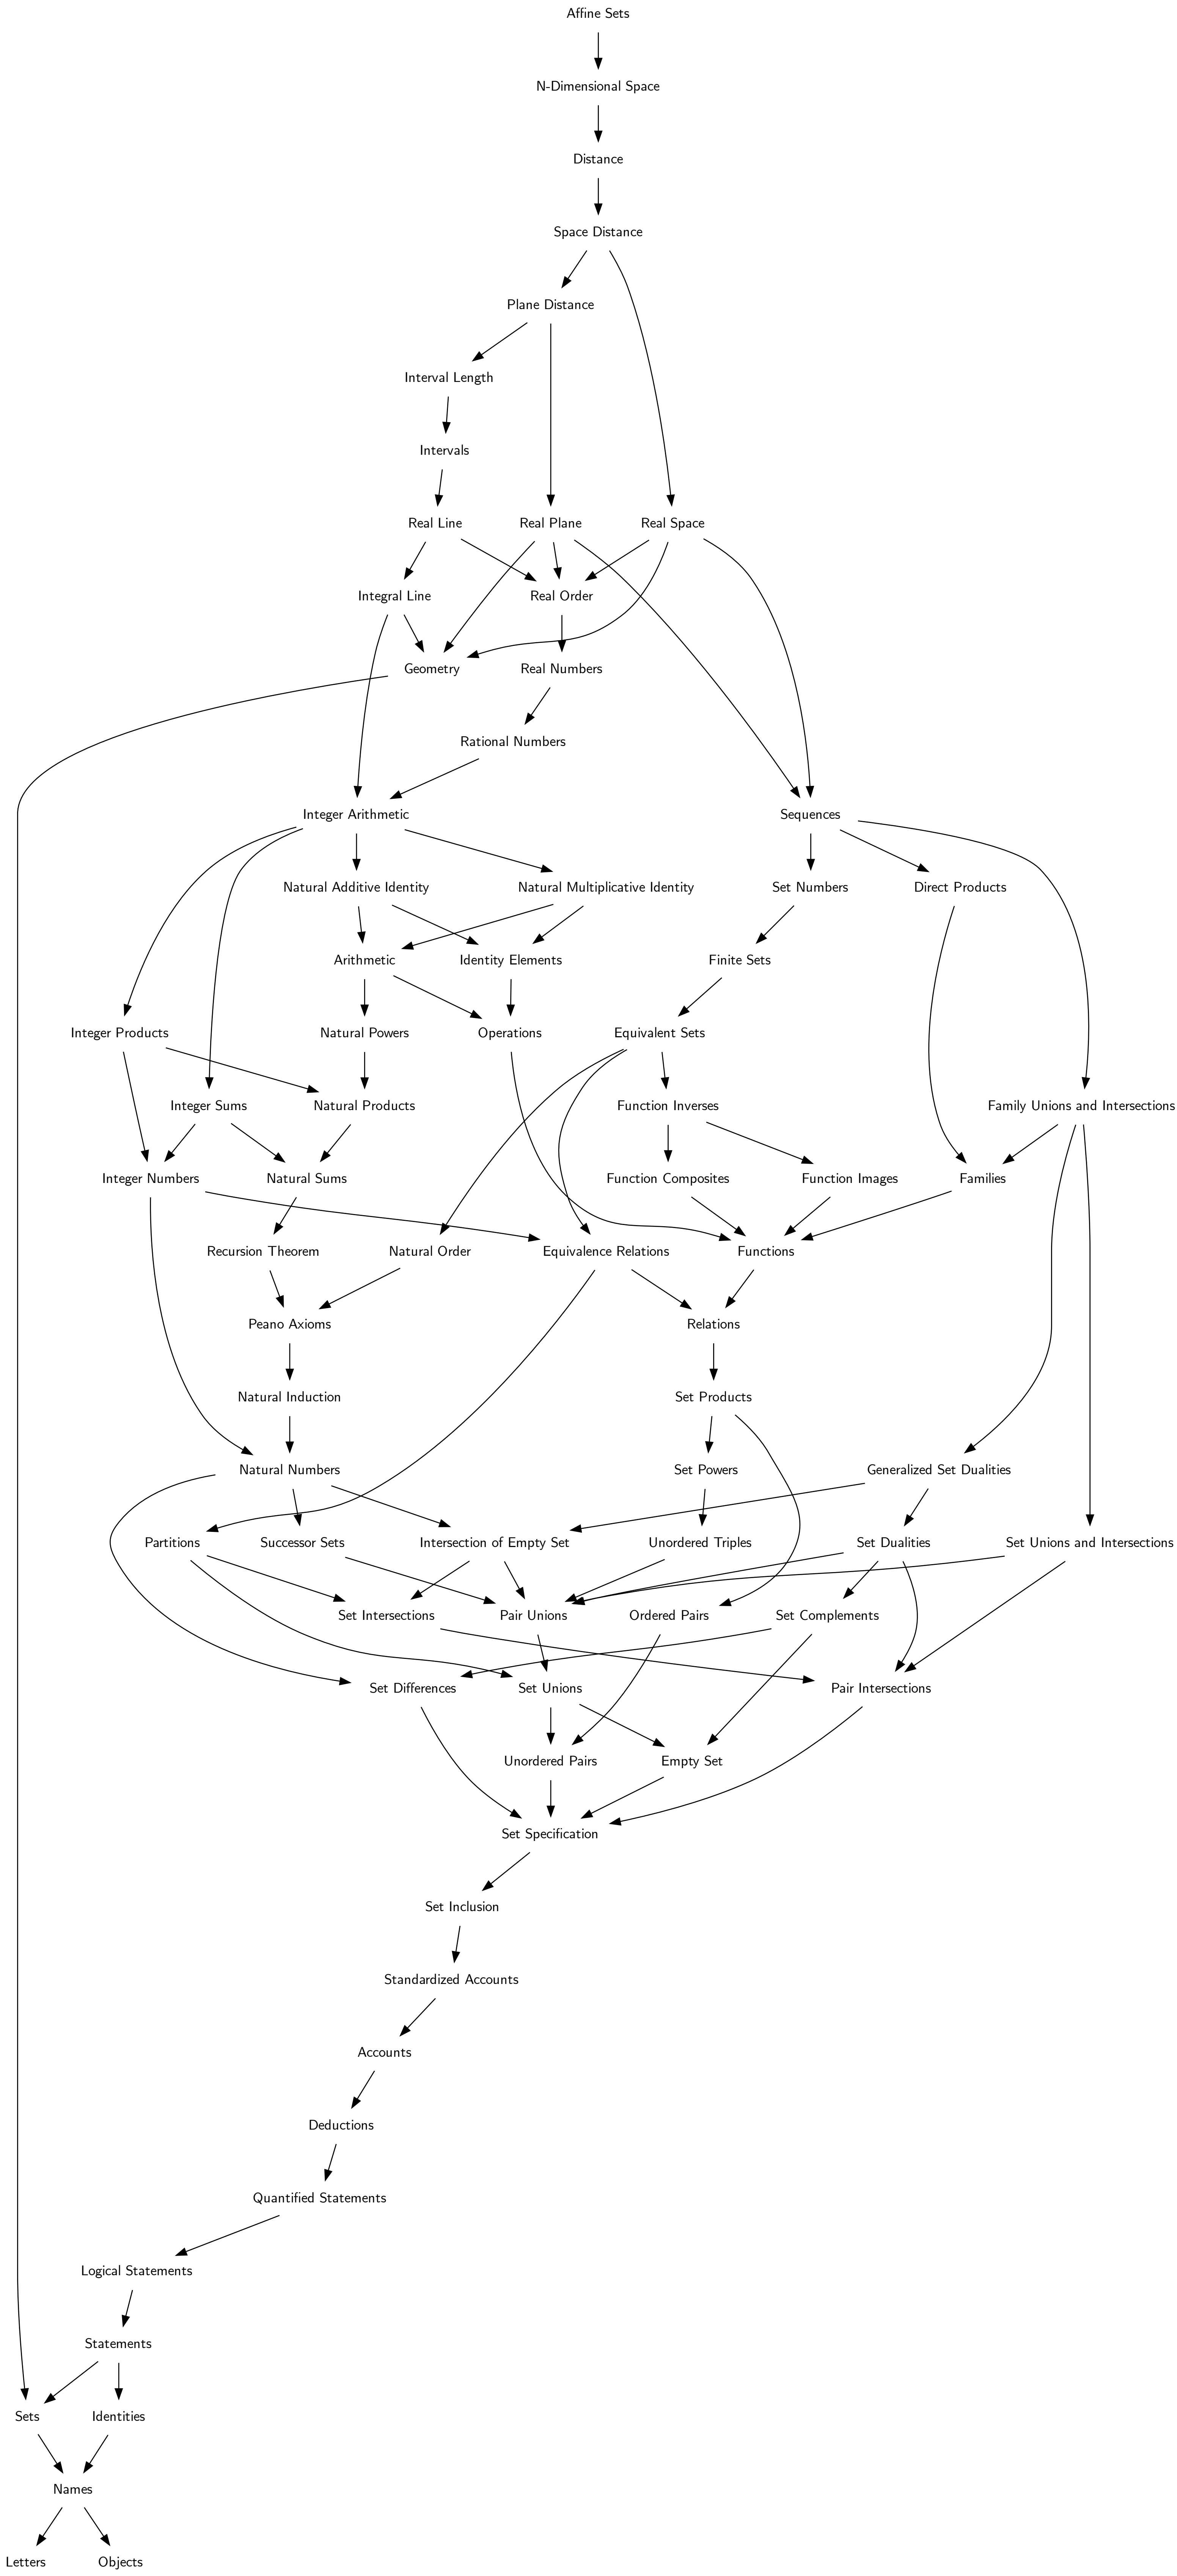 Affine Sets
N-Dimensional Space
Distance
Space Distance
Plane Distance
Interval Length
Intervals
Real Line
Real Plane
Real Space
Integral Line
Real Order
Geometry
Real Numbers
Rational Numbers
Integer Arithmetic
Sequences
Natural Additive Identity
Natural Multiplicative Identity
Set Numbers
Direct Products
Arithmetic
Identity Elements
Finite Sets
Integer Products
Natural Powers
Operations
Equivalent Sets
Integer Sums
Natural Products
Function Inverses
Family Unions and Intersections
Integer Numbers
Natural Sums
Function Composites
Function Images
Families
Recursion Theorem
Natural Order
Equivalence Relations
Functions
Peano Axioms
Relations
Natural Induction
Set Products
Natural Numbers
Set Powers
Generalized Set Dualities
Partitions
Successor Sets
Intersection of Empty Set
Unordered Triples
Set Dualities
Set Unions and Intersections
Set Intersections
Pair Unions
Ordered Pairs
Set Complements
Set Differences
Set Unions
Pair Intersections
Unordered Pairs
Empty Set
Set Specification
Set Inclusion
Standardized Accounts
Accounts
Deductions
Quantified Statements
Logical Statements
Statements
Sets
Identities
Names
Letters
Objects